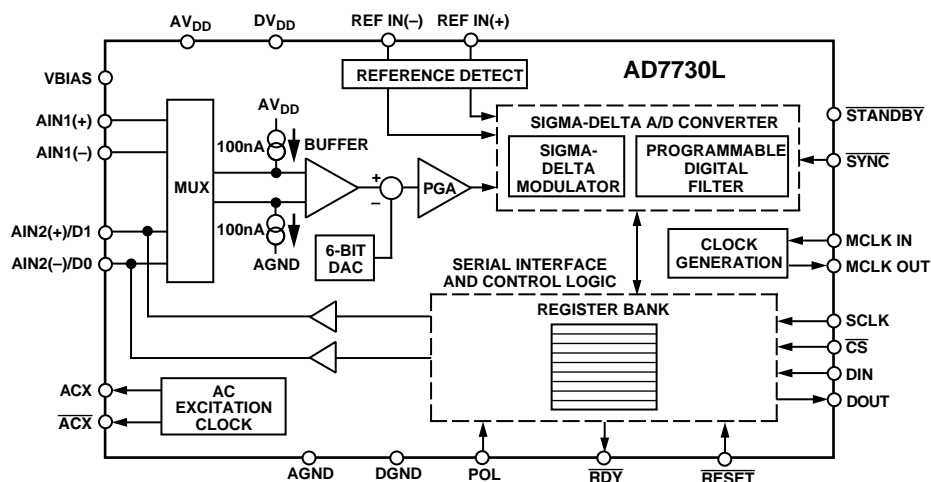 AVDD
DVDD
REF IN(–)
REF IN(+)
VBIAS
REFERENCE DETECT
AD7730L
AIN1(+)
AIN1(–)
MUX
AVDD
100nA
BUFFER
100nA
AGND
+
–
6-BIT
DAC
PGA
SIGMA-DELTA A/D CONVERTER
SIGMA-
DELTA
MODULATOR
PROGRAMMABLE
DIGITAL
FILTER
STANDBY
SYNC
AIN2(+)/D1
AIN2(–)/D0
CLOCK
GENERATION
MCLK IN
MCLK OUT
SERIAL INTERFACE
AND CONTROL LOGIC
REGISTER BANK
SCLK
CS
DIN
DOUT
ACX
ACX
AC
EXCITATION
CLOCK
AGND
DGND
POL
RDY
RESET